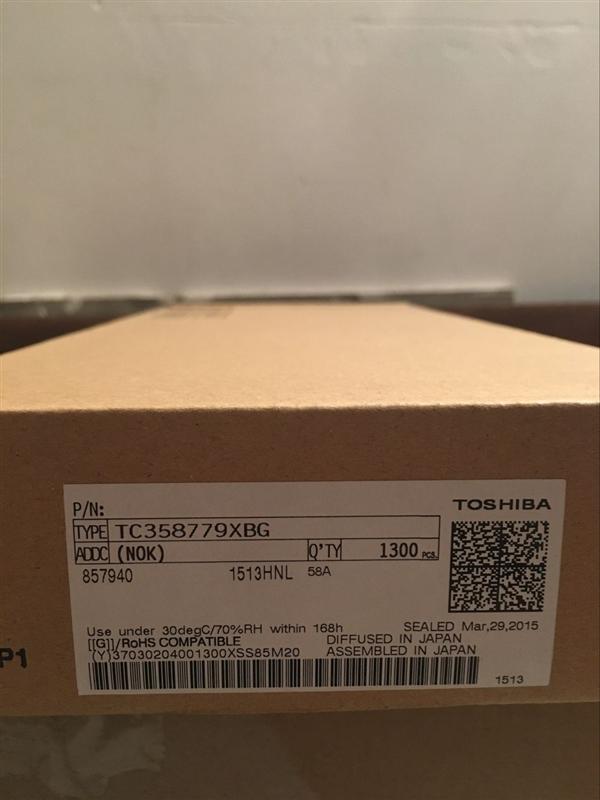 P/N:
TOSHIBA
TYPE TC358779XBG
ADDC (NOK) Q'TY 1300 PCS.
857940 1513HNL 58A
Use under 30degC/70%RH within 168h SEALED Mar,29,2015
[[G]]/RoHS COMPATIBLE DIFFUSED IN JAPAN
(Y)37030204001300XSS85M20 ASSEMBLED IN JAPAN
1513
P1